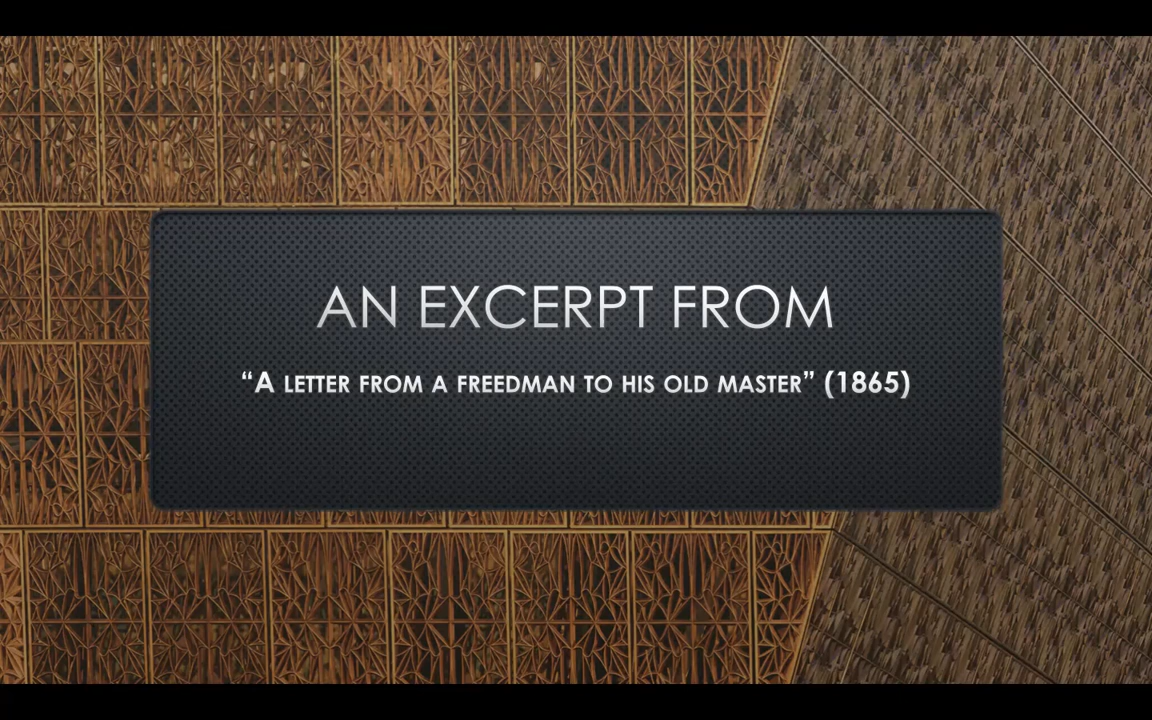 AN EXCERPT FROM
“A LETTER FROM A FREEDMAN TO HIS OLD MASTER” (1865)